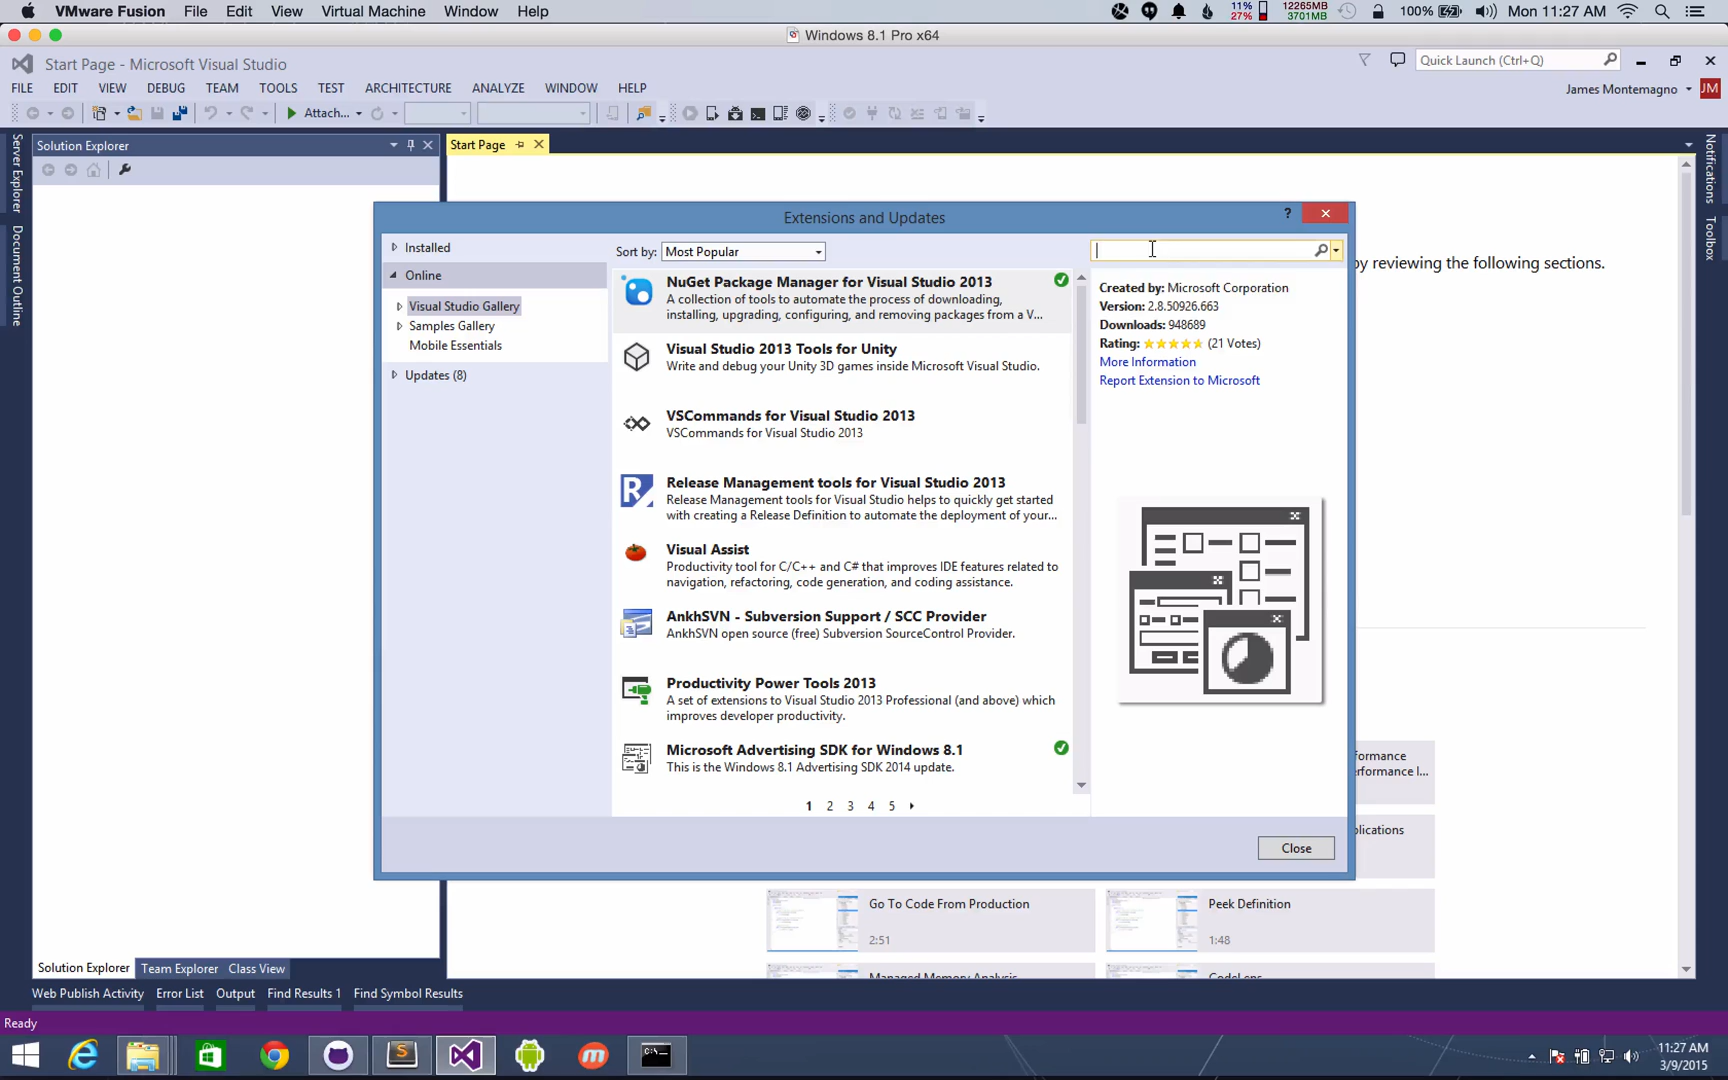 VMware Fusion File Edit View Virtual Machine Window Help
11% 27% 12265MB 3701MB 100% Mon 11:27 AM
Windows 8.1 Pro x64
Start Page - Microsoft Visual Studio
Quick Launch (Ctrl+Q)
FILE EDIT VIEW DEBUG TEAM TOOLS TEST ARCHITECTURE ANALYZE WINDOW HELP
James Montemagno JM
Attach...
Server Explorer
Document Outline
Solution Explorer
Start Page
Notifications
Toolbox
by reviewing the following sections.
Extensions and Updates
?
Installed
Online
Visual Studio Gallery
Samples Gallery
Mobile Essentials
Updates (8)
Sort by: Most Popular
NuGet Package Manager for Visual Studio 2013
A collection of tools to automate the process of downloading,
installing, upgrading, configuring, and removing packages from a V...
Visual Studio 2013 Tools for Unity
Write and debug your Unity 3D games inside Microsoft Visual Studio.
VSCommands for Visual Studio 2013
VSCommands for Visual Studio 2013
Release Management tools for Visual Studio 2013
Release Management tools for Visual Studio helps to quickly get started
with creating a Release Definition to automate the deployment of your...
Visual Assist
Productivity tool for C/C++ and C# that improves IDE features related to
navigation, refactoring, code generation, and coding assistance.
AnkhSVN - Subversion Support / SCC Provider
AnkhSVN open source (free) Subversion SourceControl Provider.
Productivity Power Tools 2013
A set of extensions to Visual Studio 2013 Professional (and above) which
improves developer productivity.
Microsoft Advertising SDK for Windows 8.1
This is the Windows 8.1 Advertising SDK 2014 update.
1 2 3 4 5
Created by: Microsoft Corporation
Version: 2.8.50926.663
Downloads: 948689
Rating: (21 Votes)
More Information
Report Extension to Microsoft
Close
formance
erformance I...
plications
Go To Code From Production
2:51
Peek Definition
1:48
Managed Memory Analysis
CodeLens
Solution Explorer Team Explorer Class View
Web Publish Activity Error List Output Find Results 1 Find Symbol Results
Ready
11:27 AM
3/9/2015